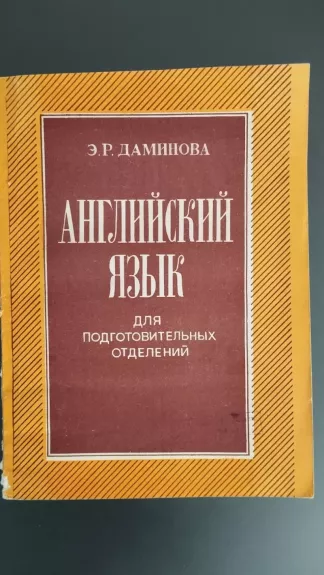 Э.Р. ДАМИНОВА
АНГЛИЙСКИЙ
ЯЗЫК
ДЛЯ
ПОДГОТОВИТЕЛЬНЫХ
ОТДЕЛЕНИЙ